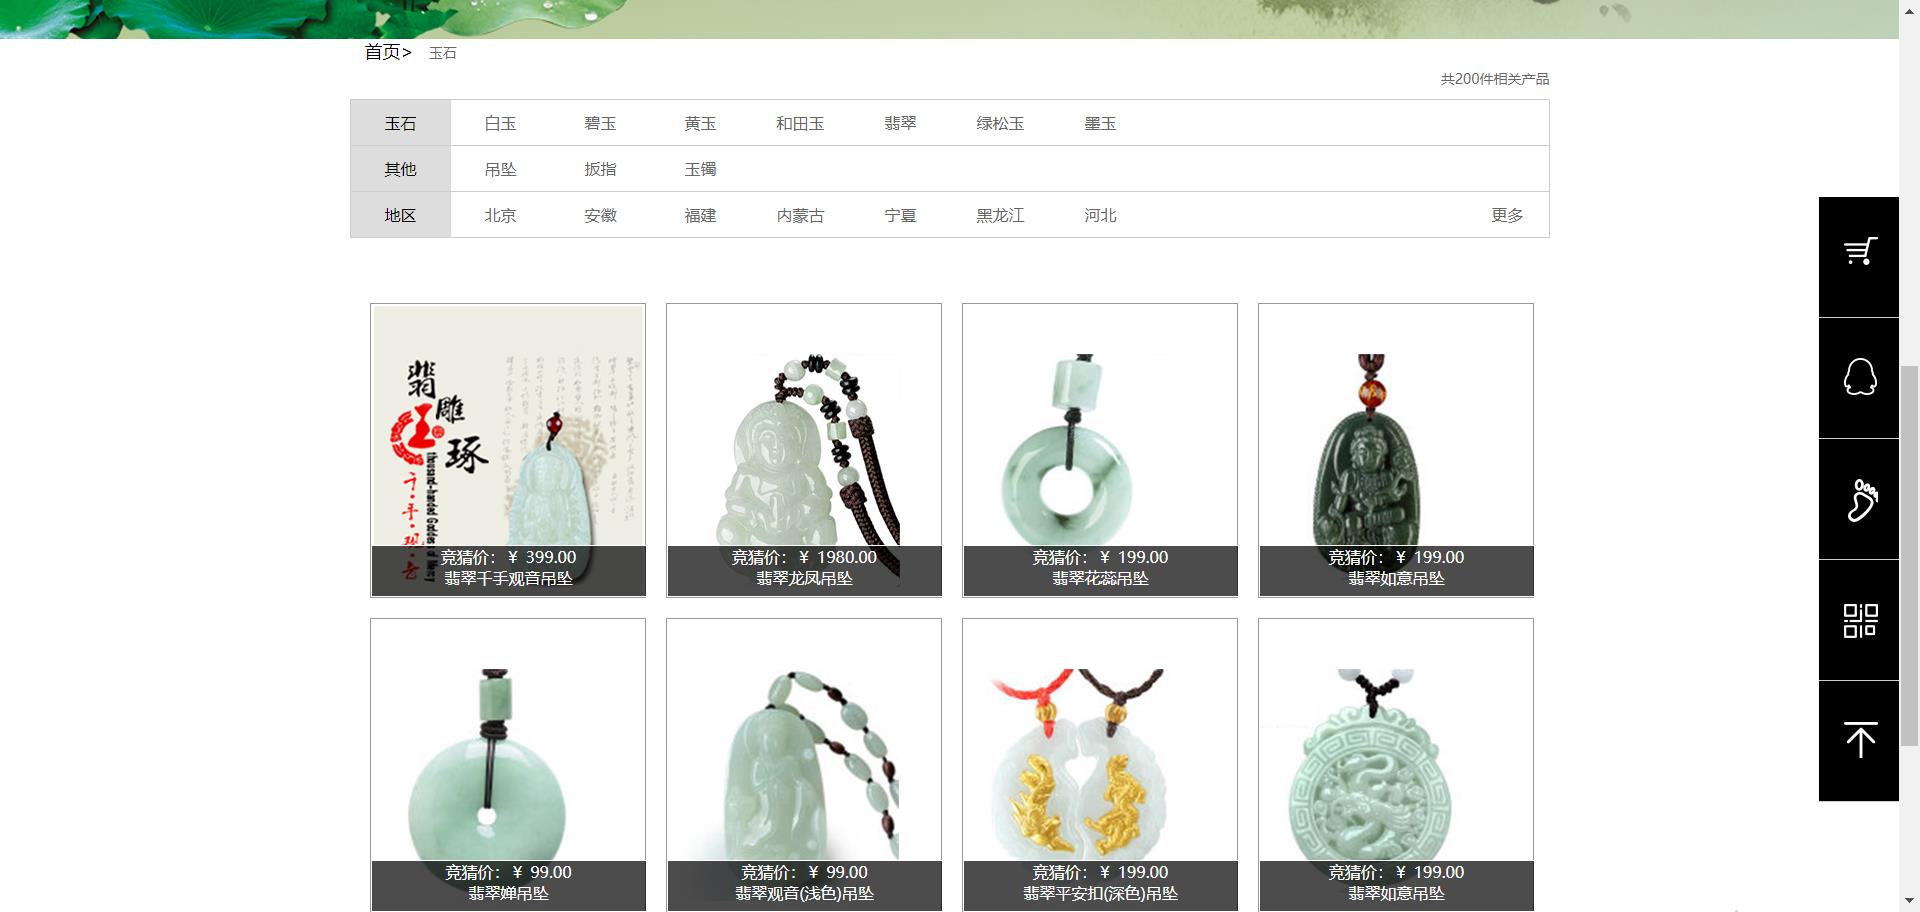 首页> 玉石
共200件相关产品
玉石 白玉 碧玉 黄玉 和田玉 翡翠 绿松玉 墨玉
其他 吊坠 扳指 玉镯
地区 北京 安徽 福建 内蒙古 宁夏 黑龙江 河北 更多
翡
玉雕
琢
千·手·观·音
thousand-handed Goddess of Mercy
竞猜价：¥ 399.00
翡翠千手观音吊坠
竞猜价：¥ 1980.00
翡翠龙凤吊坠
竞猜价：¥ 199.00
翡翠花蕊吊坠
竞猜价：¥ 199.00
翡翠如意吊坠
竞猜价：¥ 99.00
翡翠婵吊坠
竞猜价：¥ 99.00
翡翠观音(浅色)吊坠
竞猜价：¥ 199.00
翡翠平安扣(深色)吊坠
竞猜价：¥ 199.00
翡翠如意吊坠